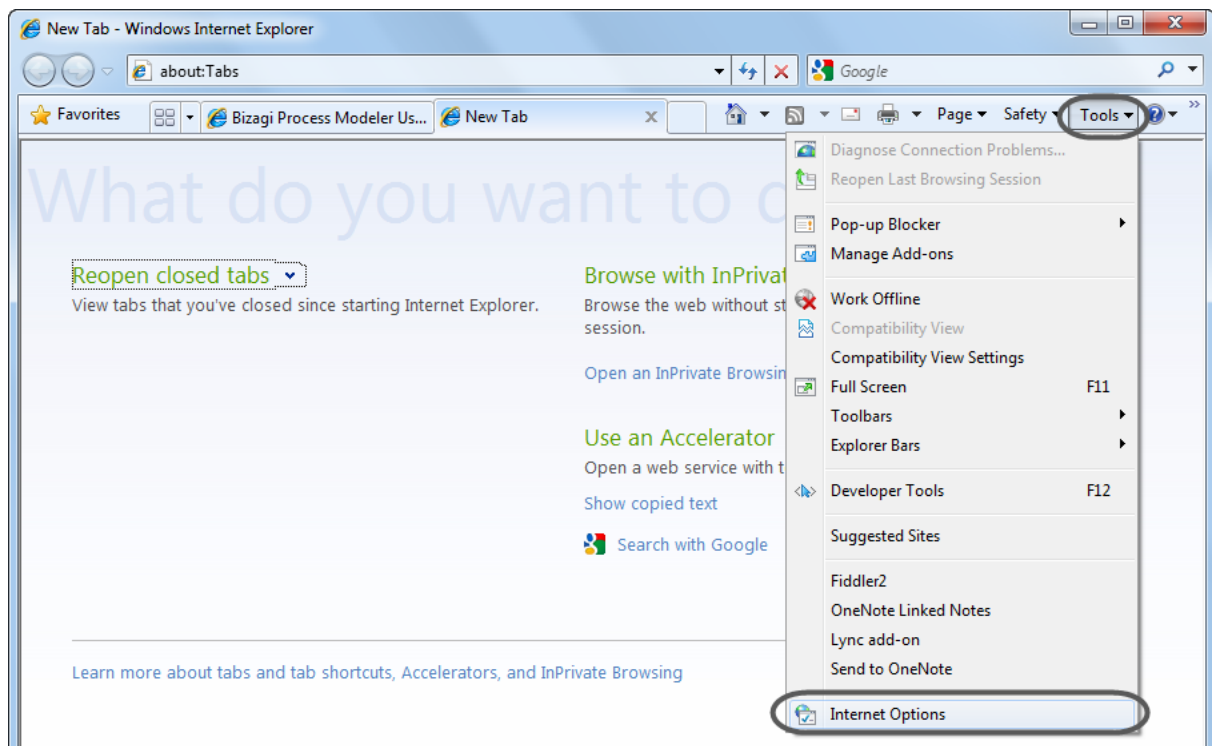 New Tab - Windows Internet Explorer
about:Tabs
Google
Favorites
Bizagi Process Modeler Us...
New Tab
Page
Safety
Tools
What do you want to
Reopen closed tabs
View tabs that you've closed since starting Internet Explorer.
Browse with InPrivat
Browse the web without st
session.
Open an InPrivate Browsin
Use an Accelerator
Open a web service with t
Show copied text
Search with Google
Learn more about tabs and tab shortcuts, Accelerators, and InPrivate Browsing
Diagnose Connection Problems...
Reopen Last Browsing Session
Pop-up Blocker
Manage Add-ons
Work Offline
Compatibility View
Compatibility View Settings
Full Screen F11
Toolbars
Explorer Bars
Developer Tools F12
Suggested Sites
Fiddler2
OneNote Linked Notes
Lync add-on
Send to OneNote
Internet Options